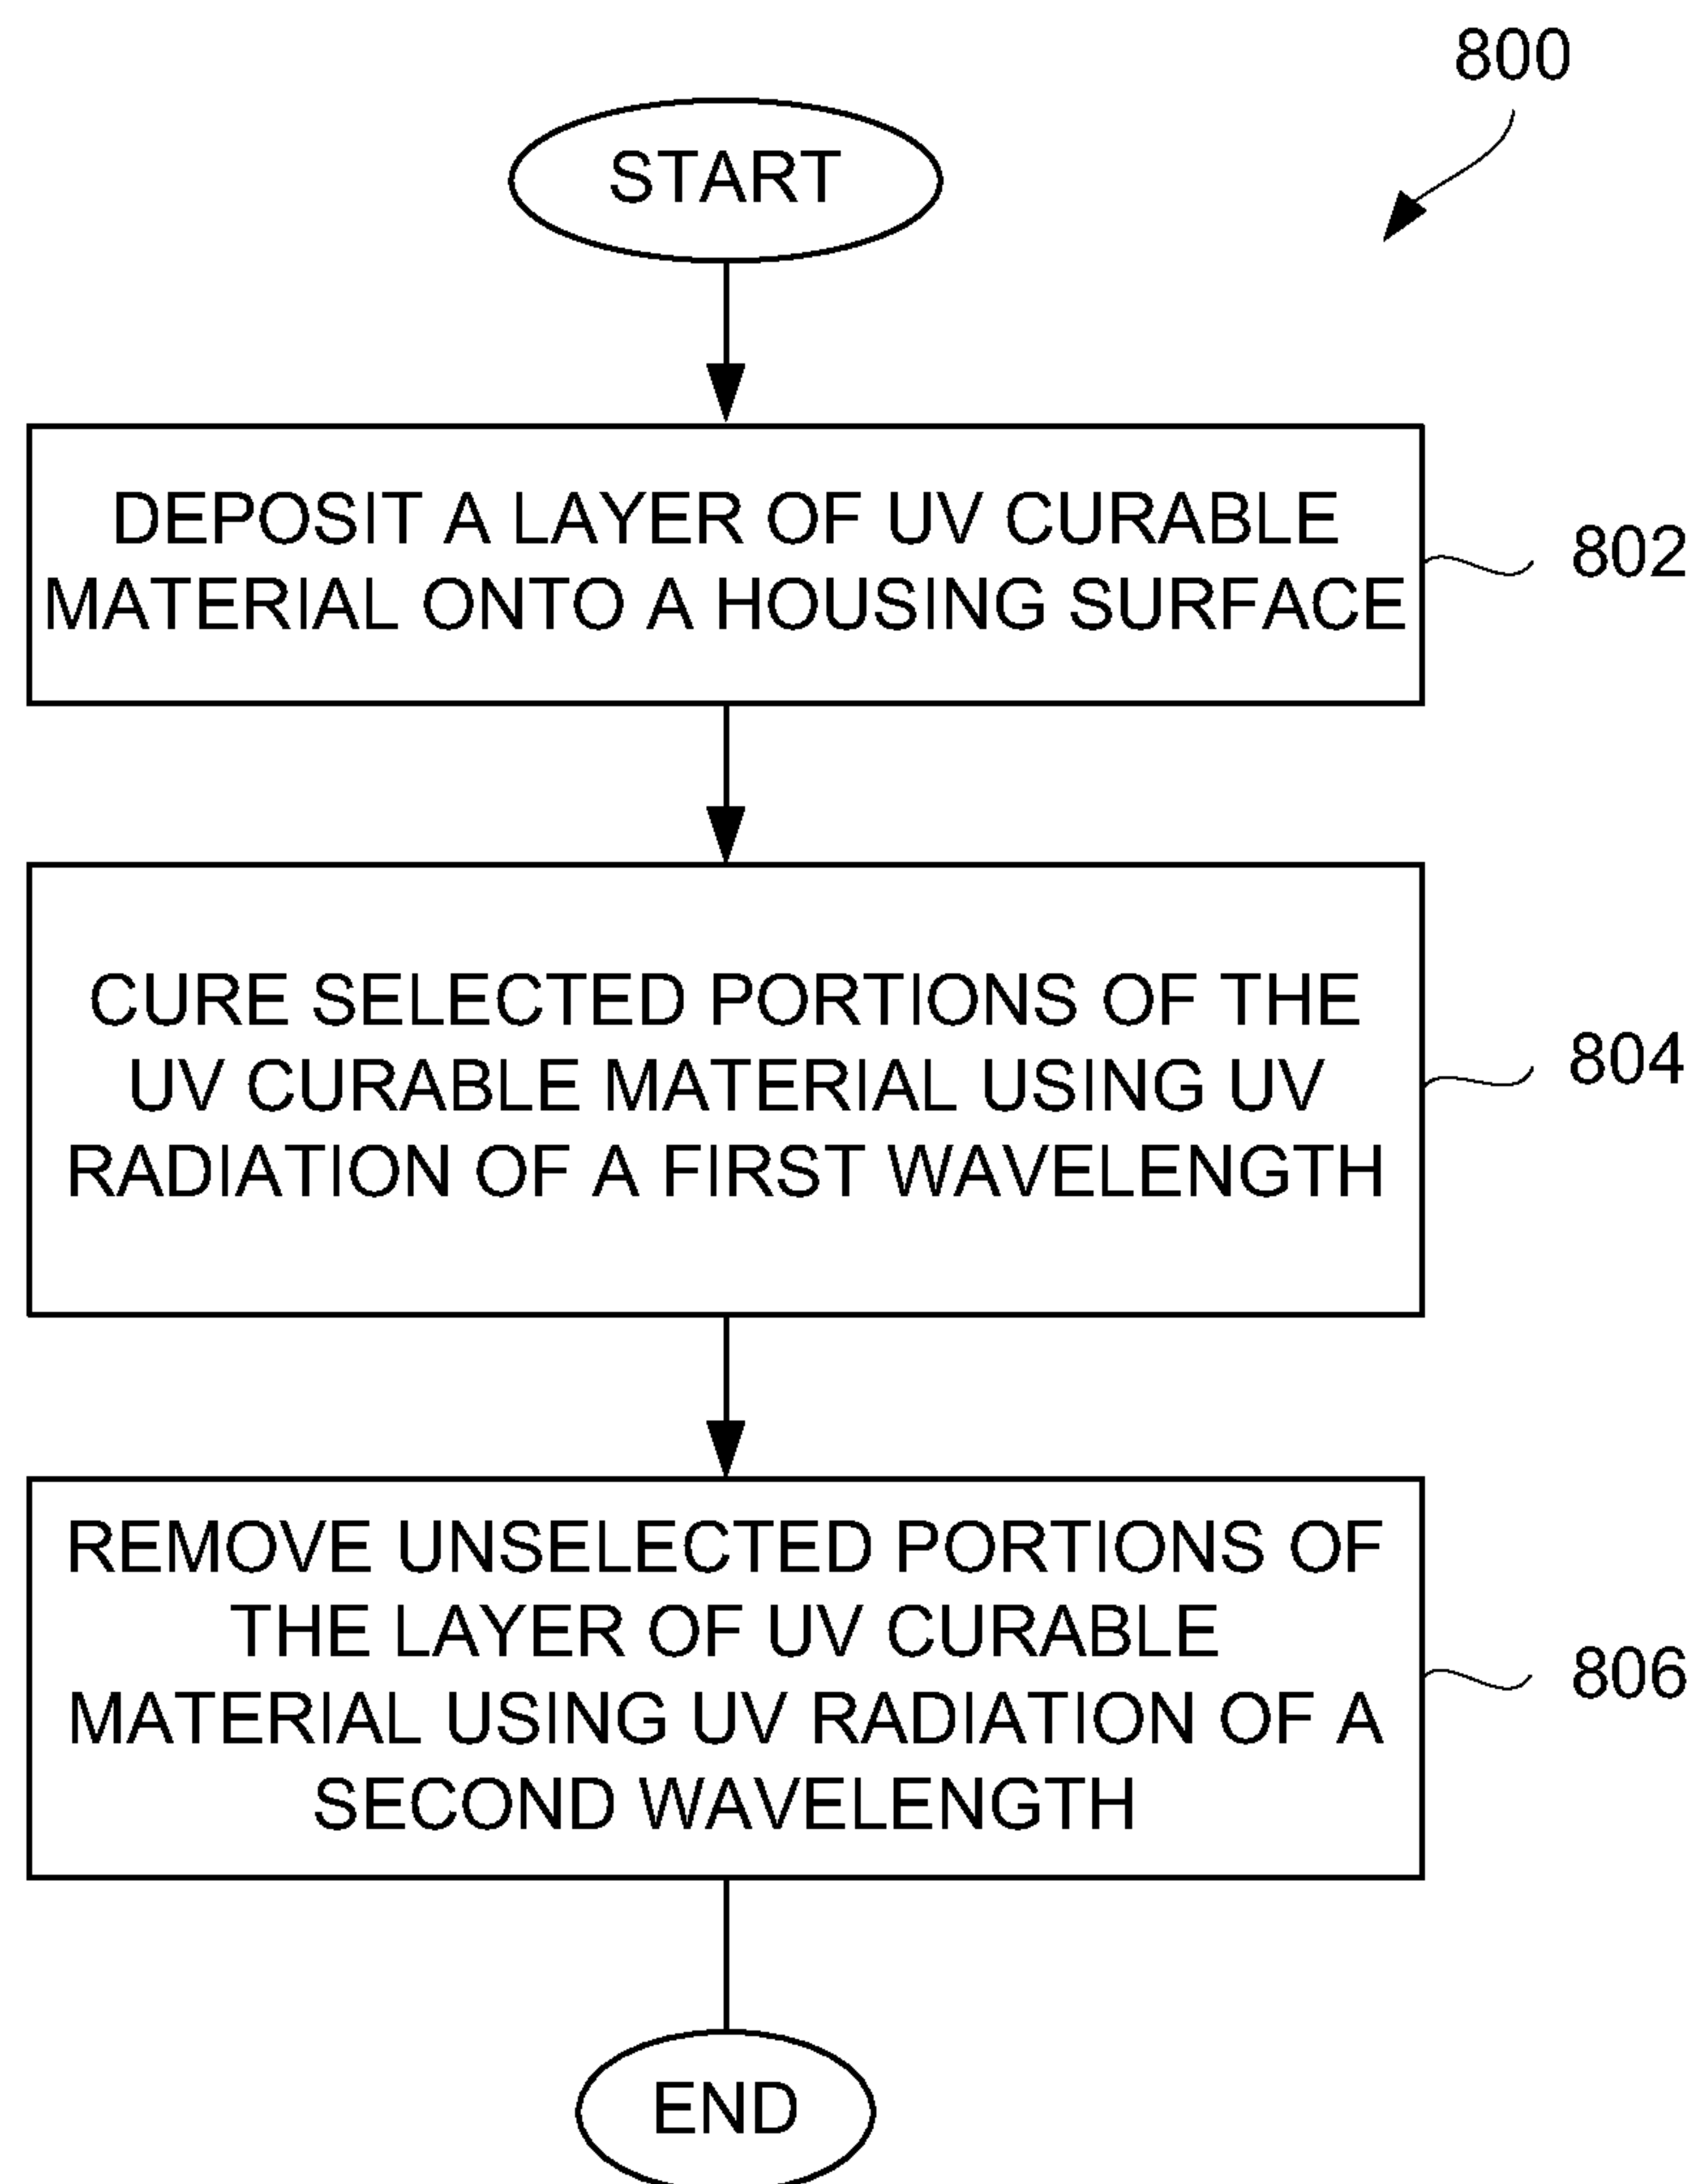 800
START
DEPOSIT A LAYER OF UV CURABLE
MATERIAL ONTO A HOUSING SURFACE
802
CURE SELECTED PORTIONS OF THE
UV CURABLE MATERIAL USING UV
RADIATION OF A FIRST WAVELENGTH
804
REMOVE UNSELECTED PORTIONS OF
THE LAYER OF UV CURABLE
MATERIAL USING UV RADIATION OF A
SECOND WAVELENGTH
806
END